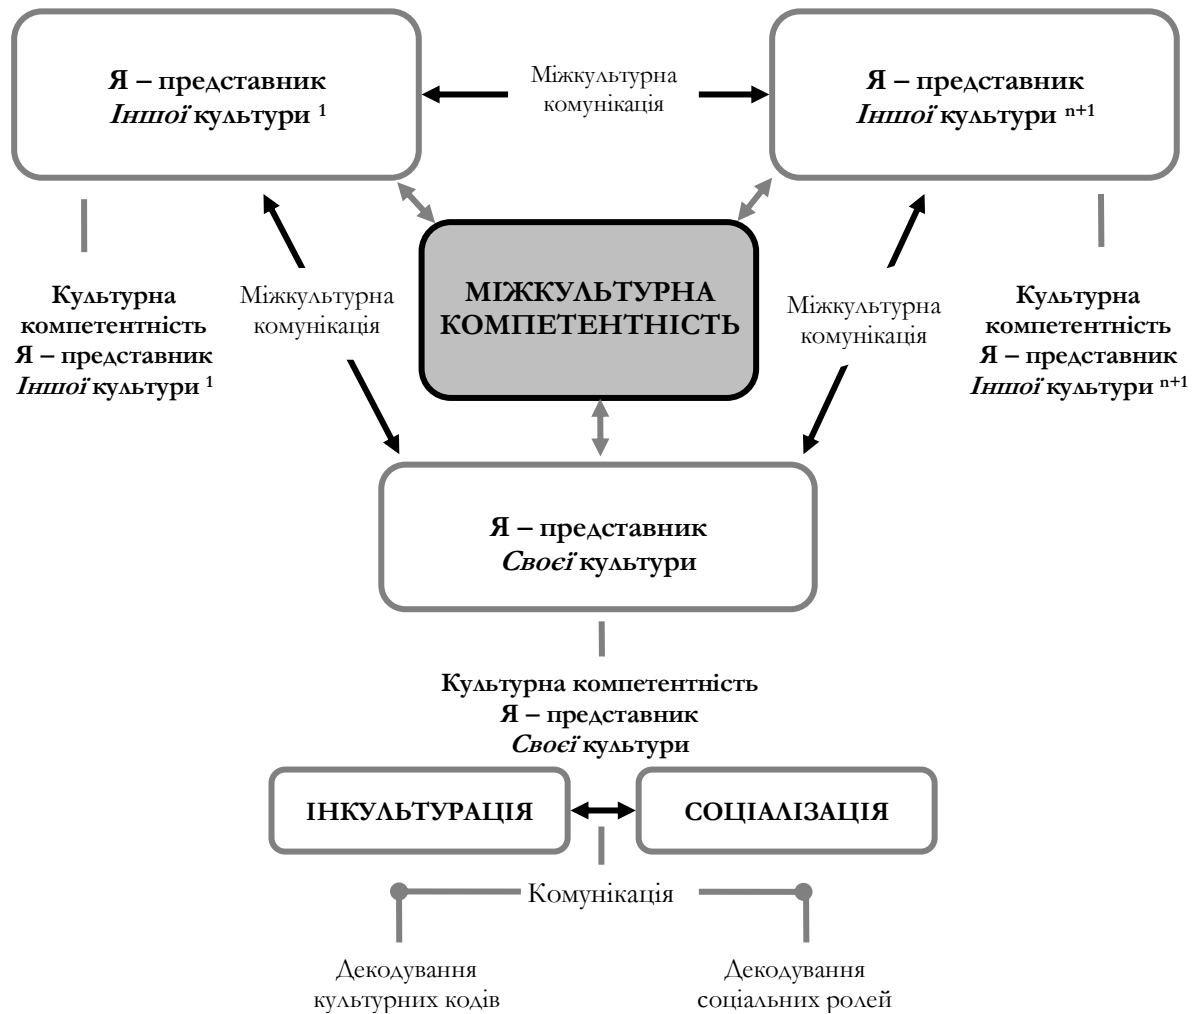 Я – представник
Іншої культури ¹
Міжкультурна
комунікація
Я – представник
Іншої культури ⁿ⁺¹
МІЖКУЛЬТУРНА
КОМПЕТЕНТНІСТЬ
Культурна
компетентність
Я – представник
Іншої культури ¹
Міжкультурна
комунікація
Міжкультурна
комунікація
Культурна
компетентність
Я – представник
Іншої культури ⁿ⁺¹
Я – представник
Своєї культури
Культурна компетентність
Я – представник
Своєї культури
ІНКУЛЬТУРАЦІЯ
СОЦІАЛІЗАЦІЯ
Комунікація
Декодування
культурних кодів
Декодування
соціальних ролей